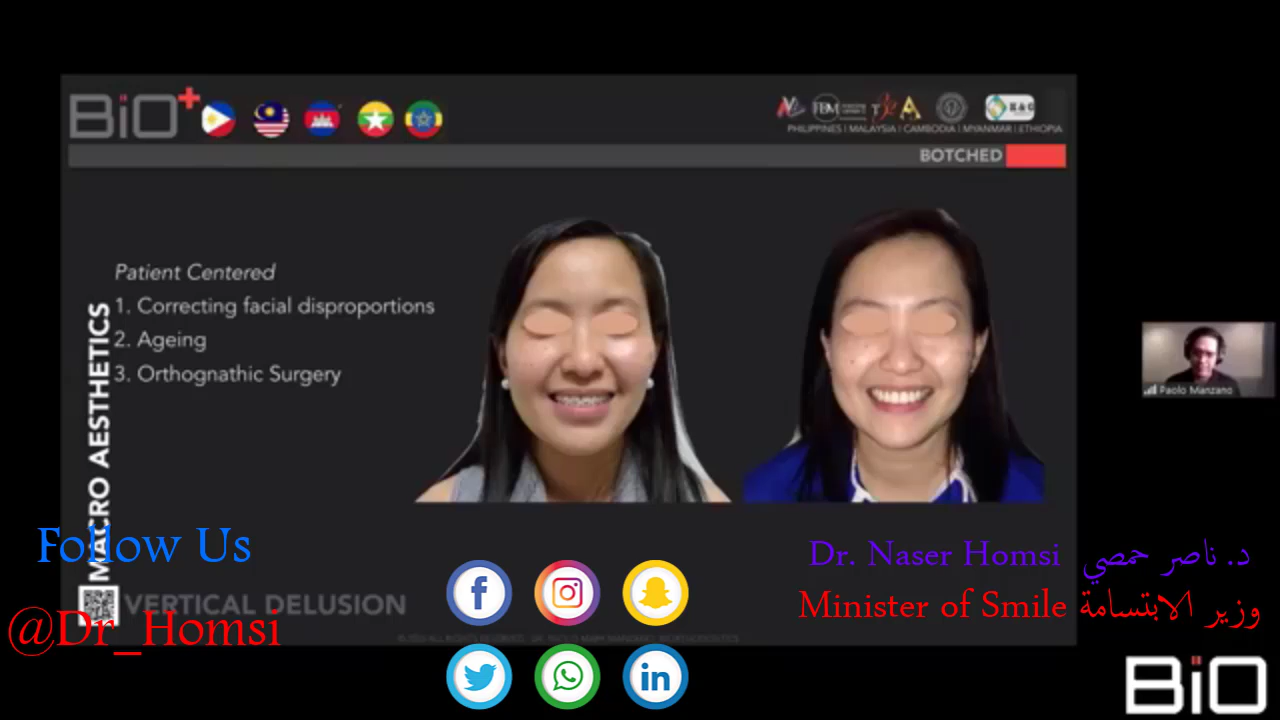 BiO+
PHILIPPINES | MALAYSIA | CAMBODIA | MYANMAR | ETHIOPIA
BOTCHED
Patient Centered
1. Correcting facial disproportions
2. Ageing
3. Orthognathic Surgery
MACRO AESTHETICS
VERTICAL DELUSION
Paolo Manzano
Follow Us
@Dr_Homsi
Dr. Naser Homsi د. ناصر حمصي
Minister of Smile وزير الابتسامة
BiO